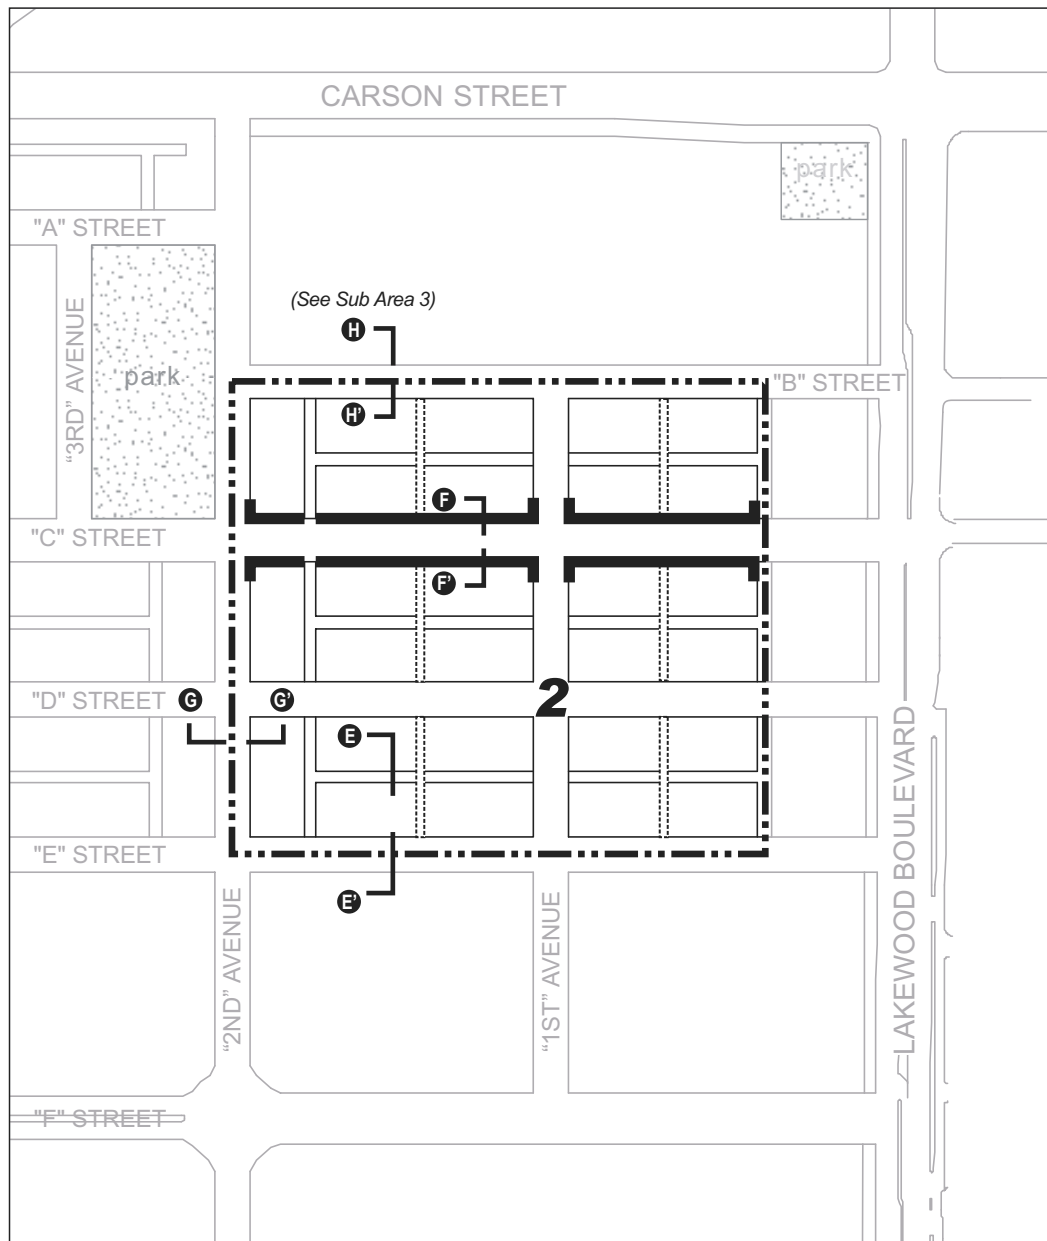 CARSON STREET
park
"A" STREET
“3RD” AVENUE
park
(See Sub Area 3)
H
"B" STREET
H’
F
"C" STREET
F’
"D" STREET
G
G’
2
E
"E" STREET
E’
“2ND” AVENUE
“1ST” AVENUE
LAKEWOOD BOULEVARD
"F" STREET